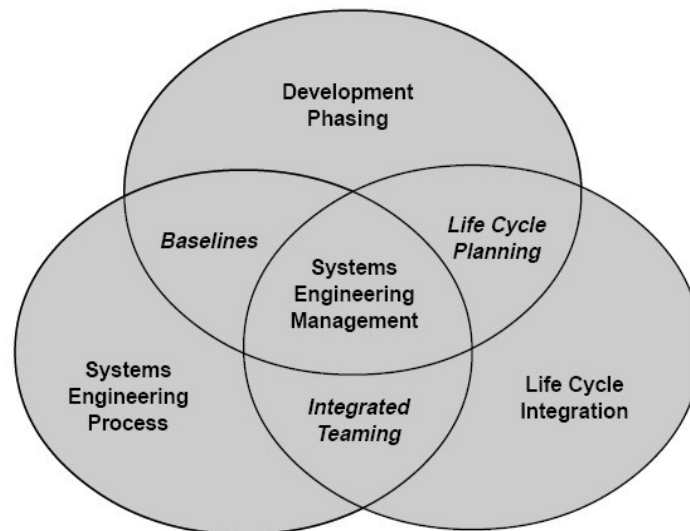 Development
Phasing
Baselines
Life Cycle
Planning
Systems
Engineering
Management
Systems
Engineering
Process
Integrated
Teaming
Life Cycle
Integration